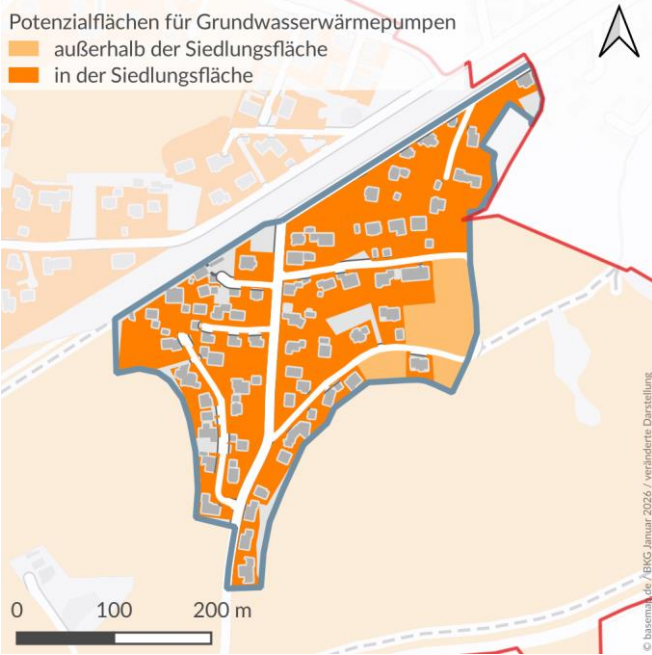 Potenzialflächen für Grundwasserwärmepumpen
außerhalb der Siedlungsfläche
in der Siedlungsfläche
0 100 200 m
© basemap.de / BKG Januar 2026 / veränderte Darstellung